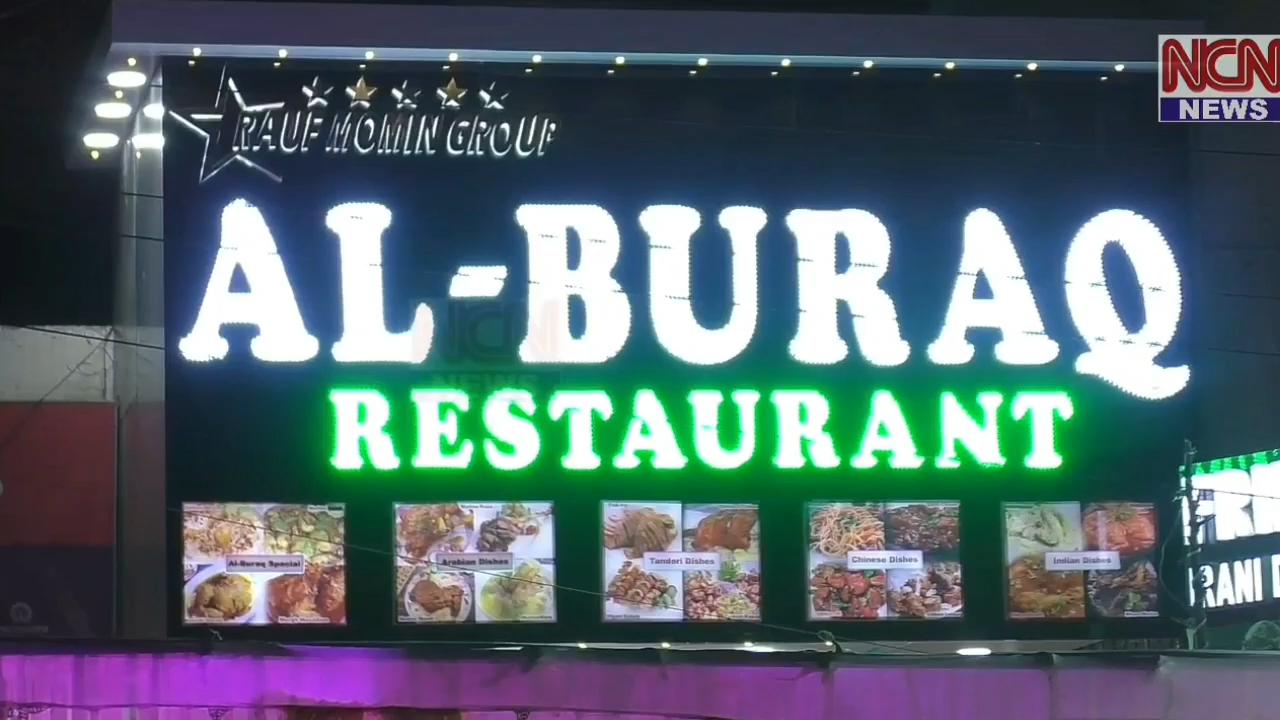 NCN
NEWS
RAUF MOMIN GROUP
AL-BURAQ
RESTAURANT
Al-Buraq Special
Arabian Dishes
Tandori Dishes
Chinese Dishes
Indian Dishes
RANI